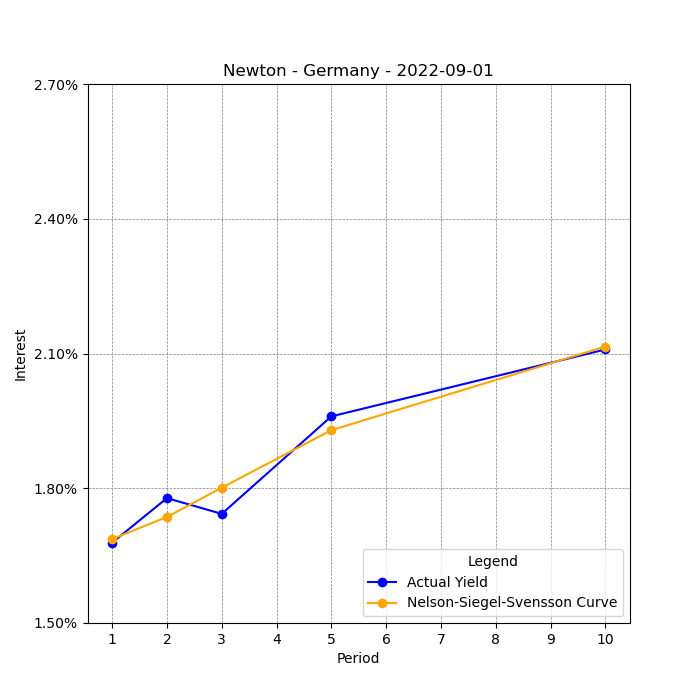 Newton - Germany - 2022-09-01
2.70%
2.40%
2.10%
1.80%
1.50%
Interest
Legend
Actual Yield
Nelson-Siegel-Svensson Curve
1 2 3 4 5 6 7 8 9 10
Period